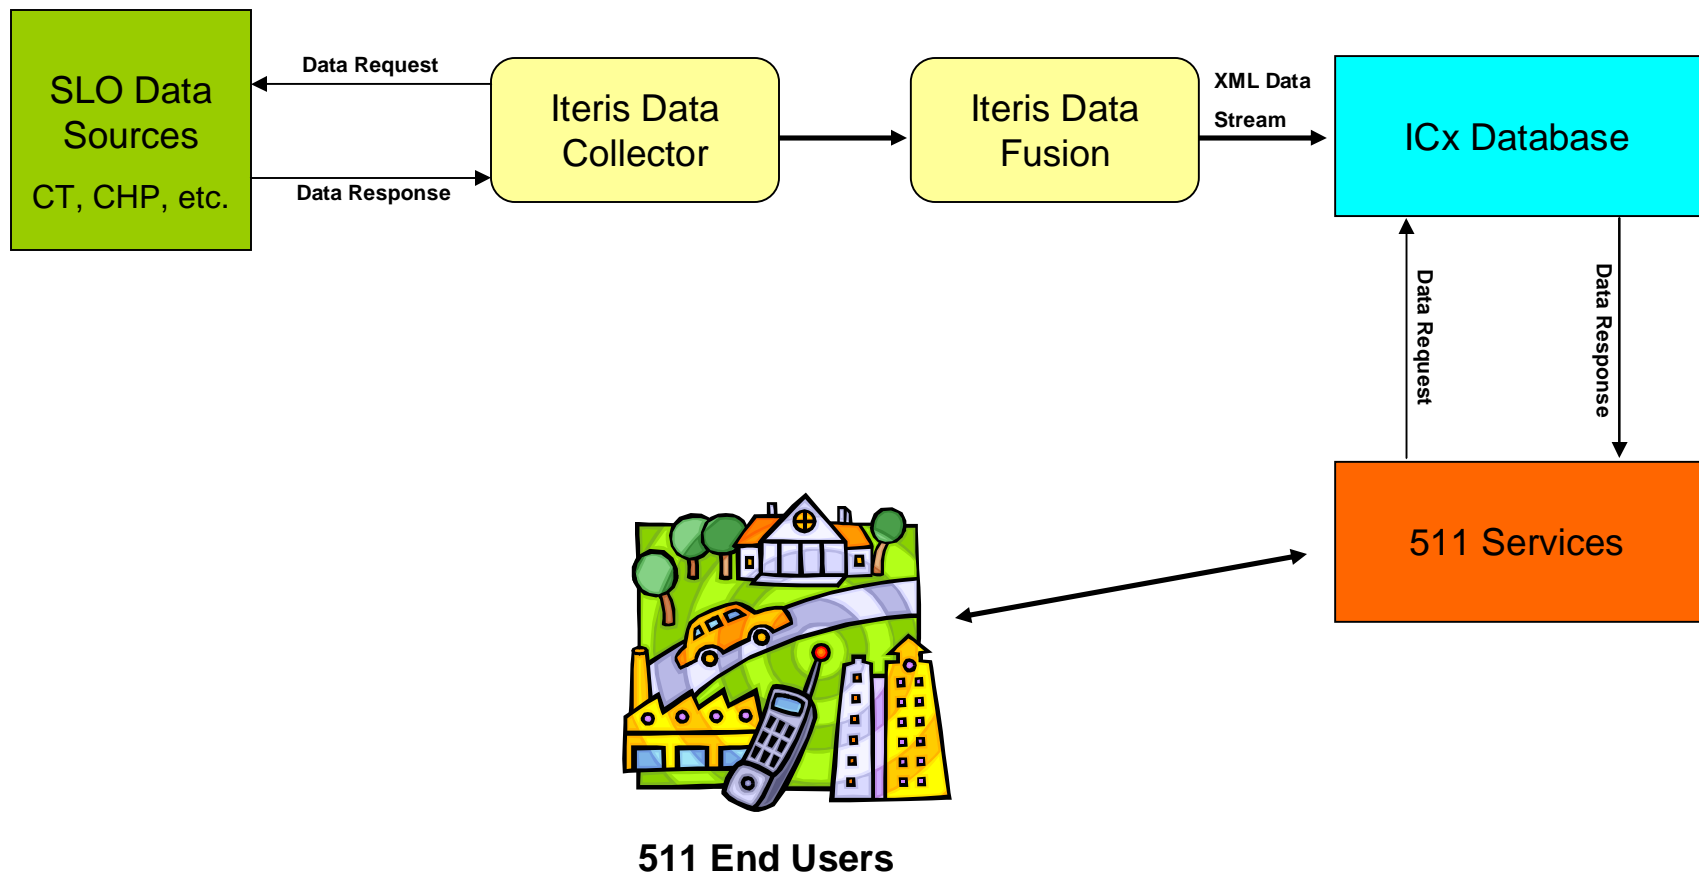 SLO Data
Sources
CT, CHP, etc.
Data Request
Data Response
Iteris Data
Collector
Iteris Data
Fusion
XML Data
Stream
ICx Database
Data Request
Data Response
511 Services
511 End Users